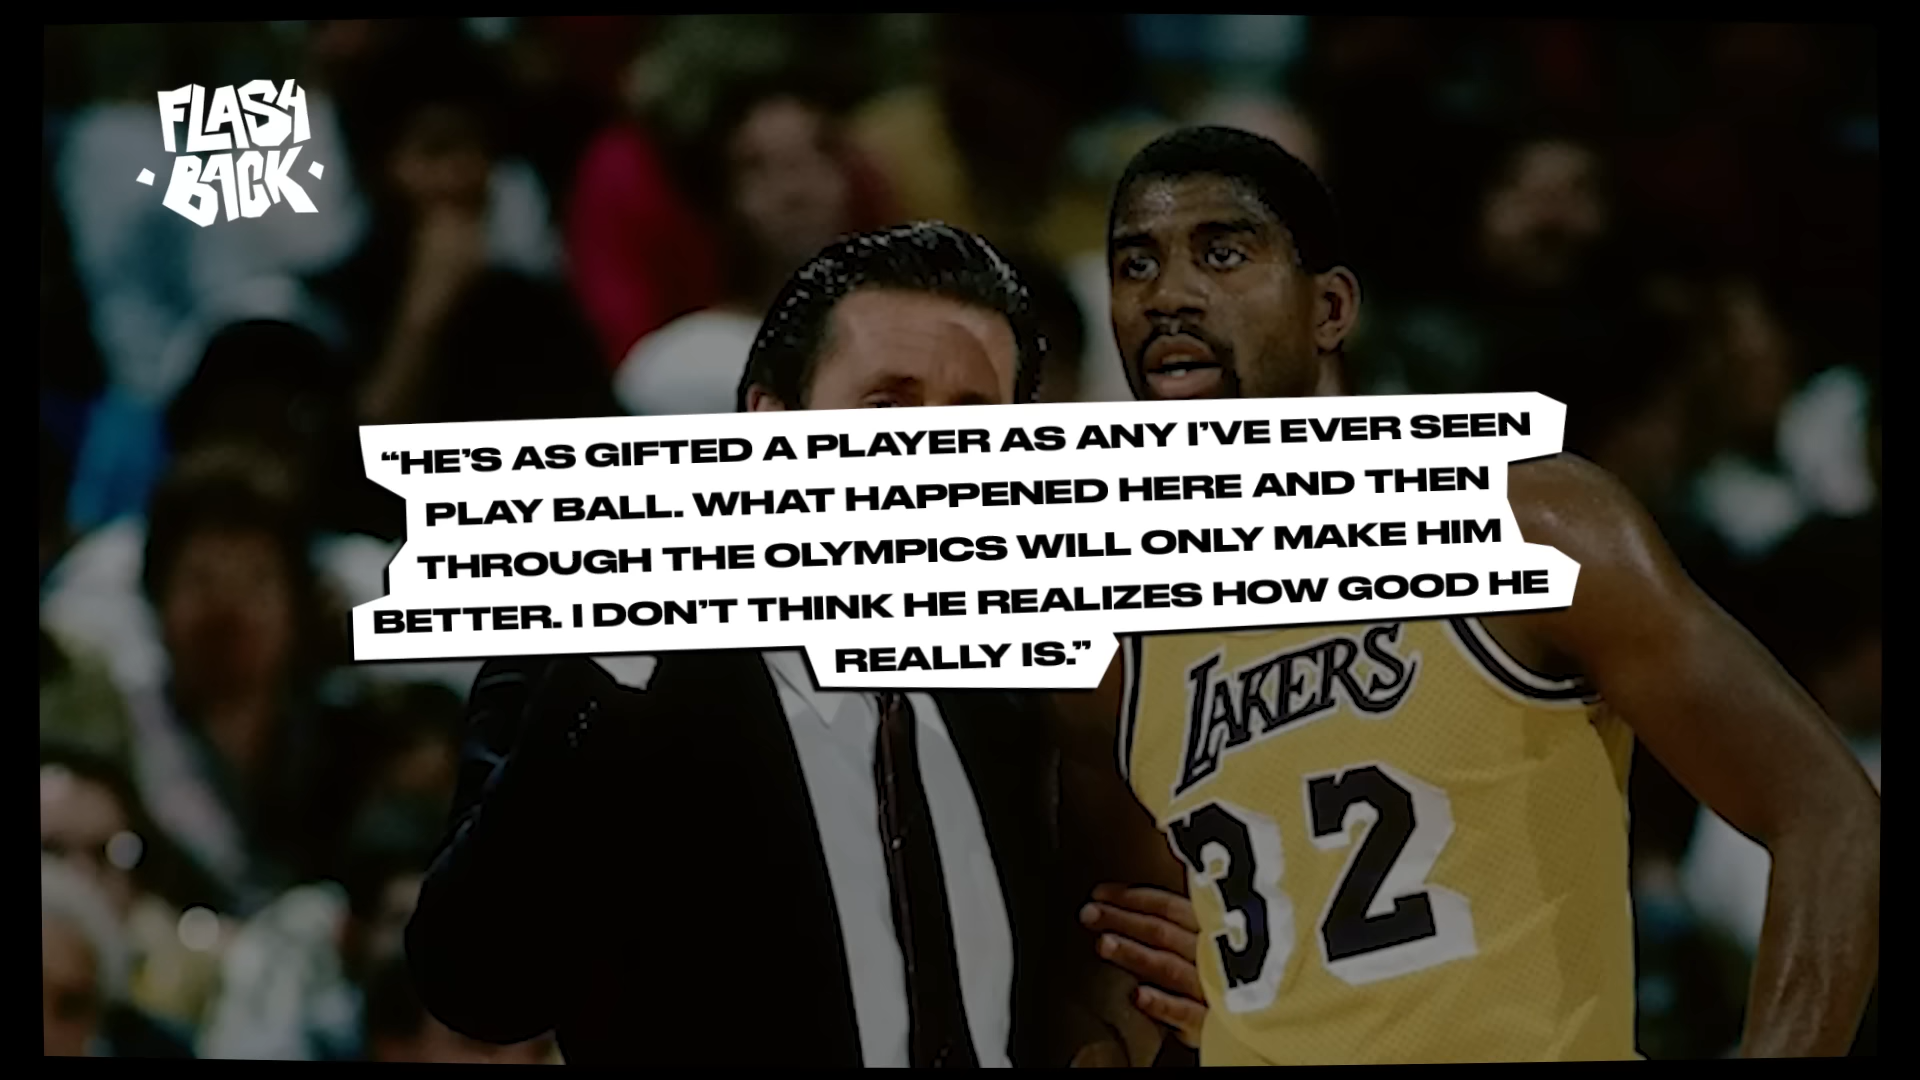 FLASH
BACK
“HE’S AS GIFTED A PLAYER AS ANY I’VE EVER SEEN
PLAY BALL. WHAT HAPPENED HERE AND THEN
THROUGH THE OLYMPICS WILL ONLY MAKE HIM
BETTER. I DON’T THINK HE REALIZES HOW GOOD HE
REALLY IS.”
LAKERS
32